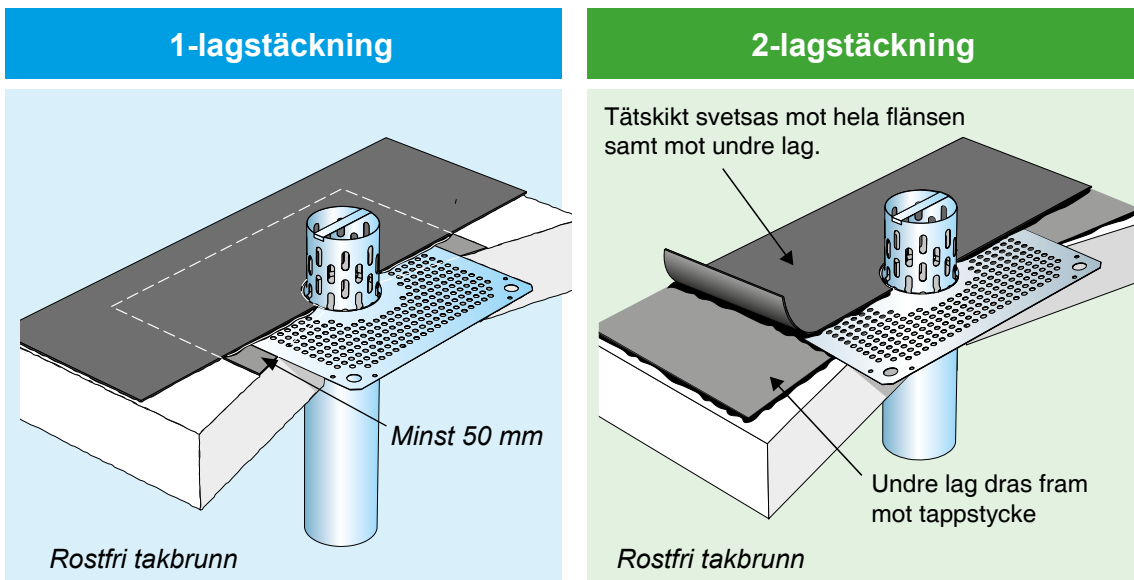 1-lagstäckning
Minst 50 mm
Rostfri takbrunn
2-lagstäckning
Tätskikt svetsas mot hela flänsen
samt mot undre lag.
Undre lag dras fram
mot tappstycke
Rostfri takbrunn